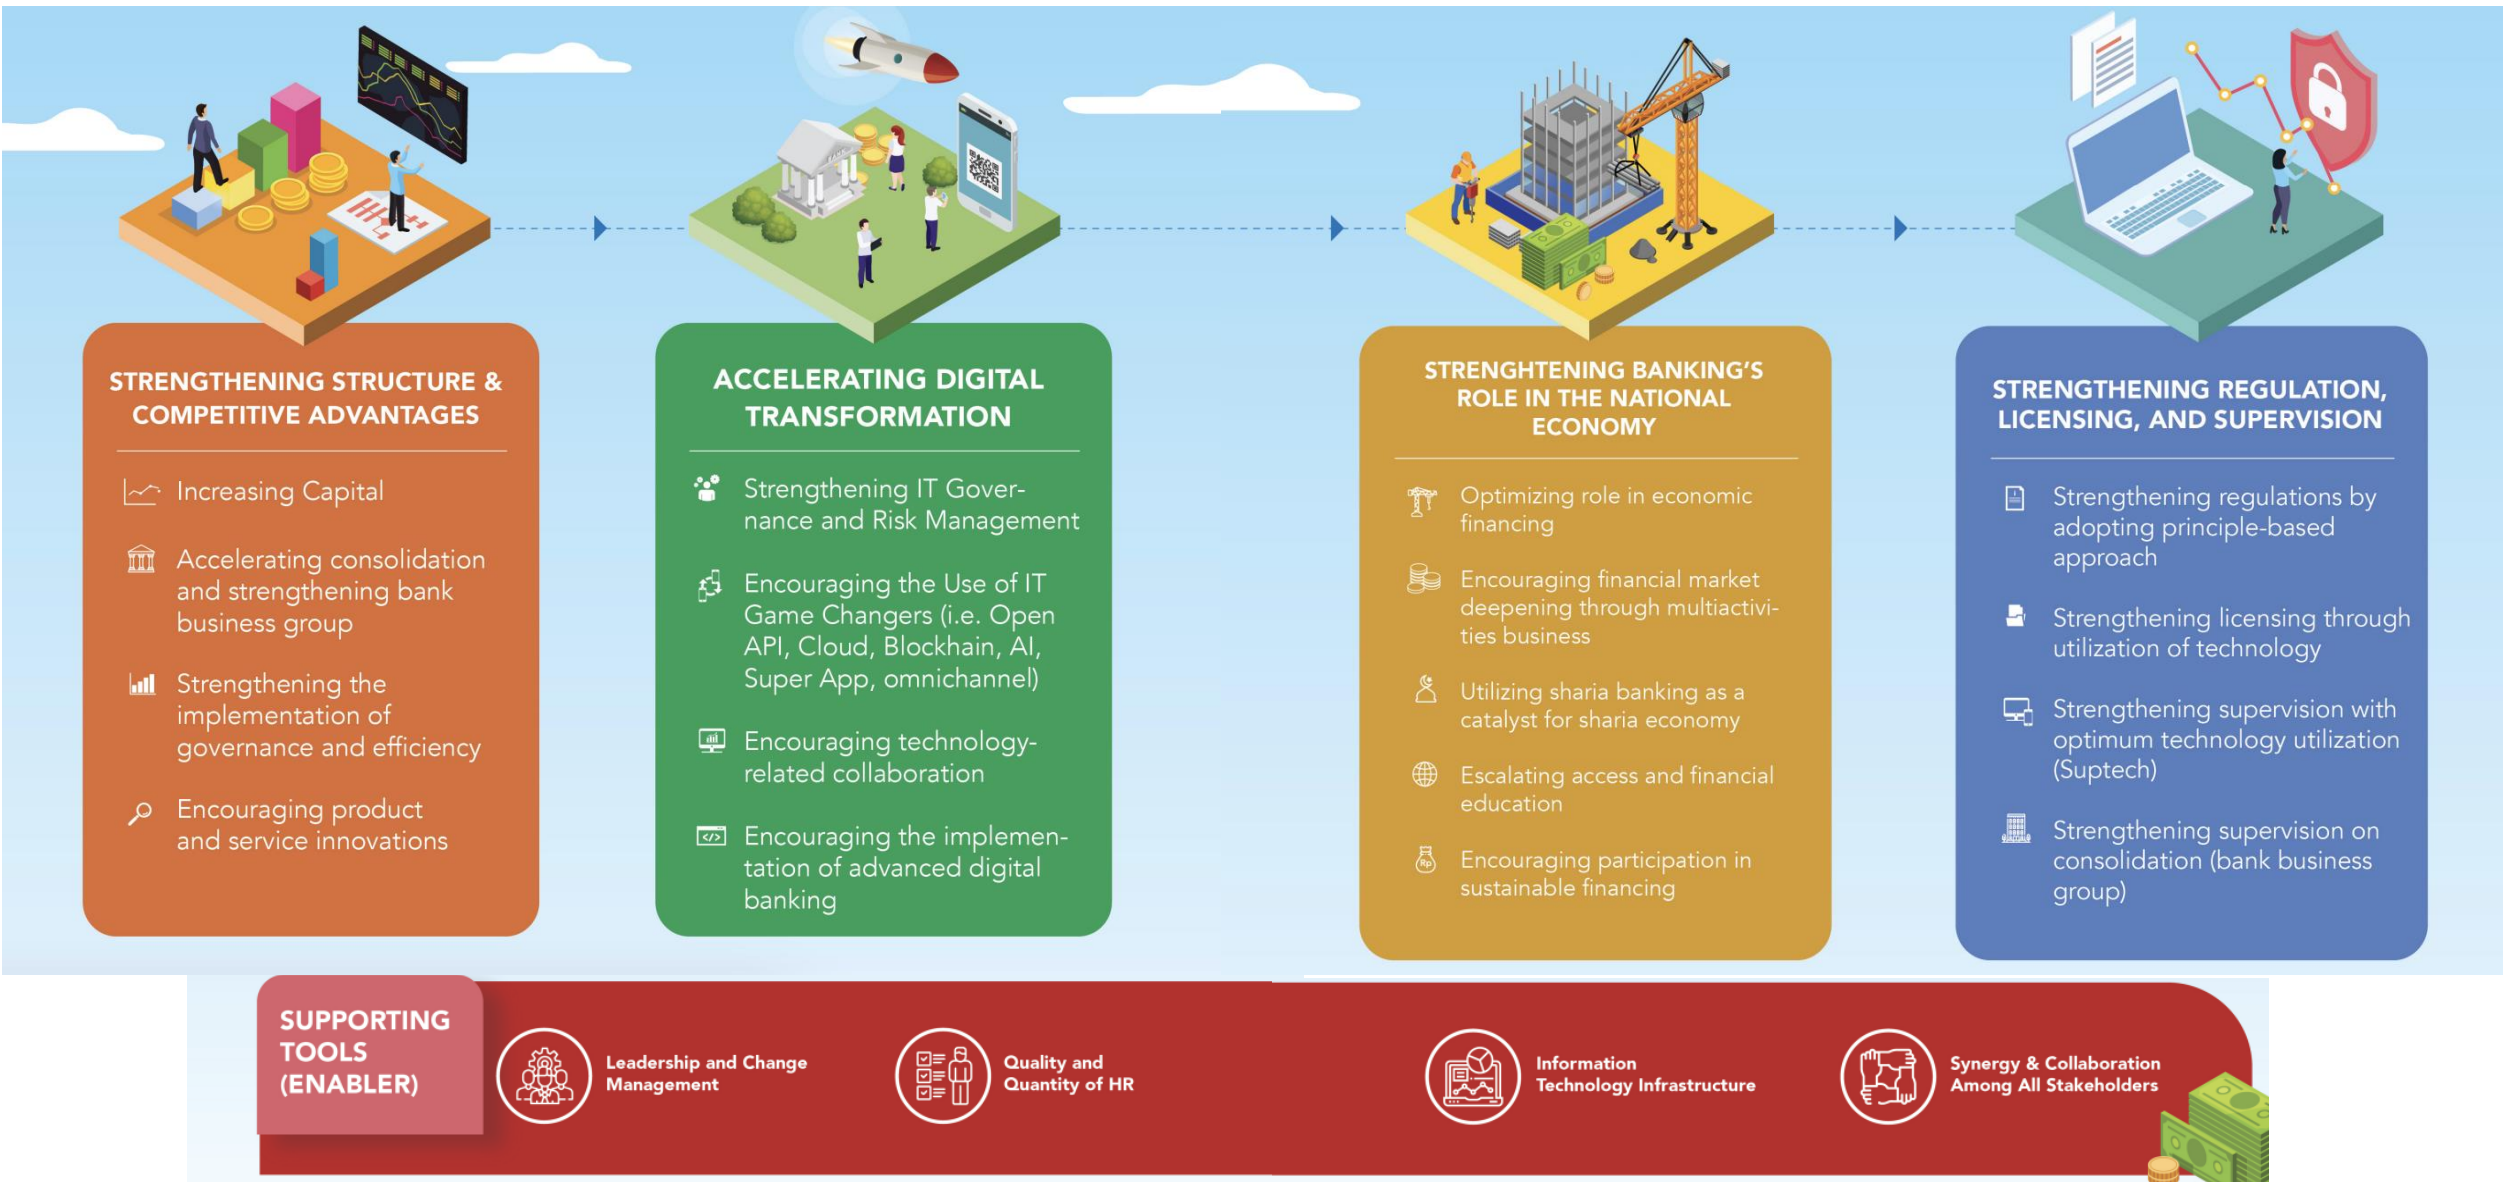 STRENGTHENING STRUCTURE &
COMPETITIVE ADVANTAGES
Increasing Capital
Accelerating consolidation
and strengthening bank
business group
Strengthening the
implementation of
governance and efficiency
Encouraging product
and service innovations
ACCELERATING DIGITAL
TRANSFORMATION
Strengthening IT Gover-
nance and Risk Management
Encouraging the Use of IT
Game Changers (i.e. Open
API, Cloud, Blockhain, AI,
Super App, omnichannel)
Encouraging technology-
related collaboration
Encouraging the implemen-
tation of advanced digital
banking
STRENGHTENING BANKING'S
ROLE IN THE NATIONAL
ECONOMY
Optimizing role in economic
financing
Encouraging financial market
deepening through multiactivi-
ties business
Utilizing sharia banking as a
catalyst for sharia economy
Escalating access and financial
education
Rp
Encouraging participation in
sustainable financing
STRENGTHENING REGULATION,
LICENSING, AND SUPERVISION
Strengthening regulations by
adopting principle-based
approach
Strengthening licensing through
utilization of technology
Strengthening supervision with
optimum technology utilization
(Suptech)
Strengthening supervision on
consolidation (bank business
group)
SUPPORTING
TOOLS
(ENABLER)
Leadership and Change
Management
Quality and
Quantity of HR
Information
Technology Infrastructure
Synergy & Collaboration
Among All Stakeholders